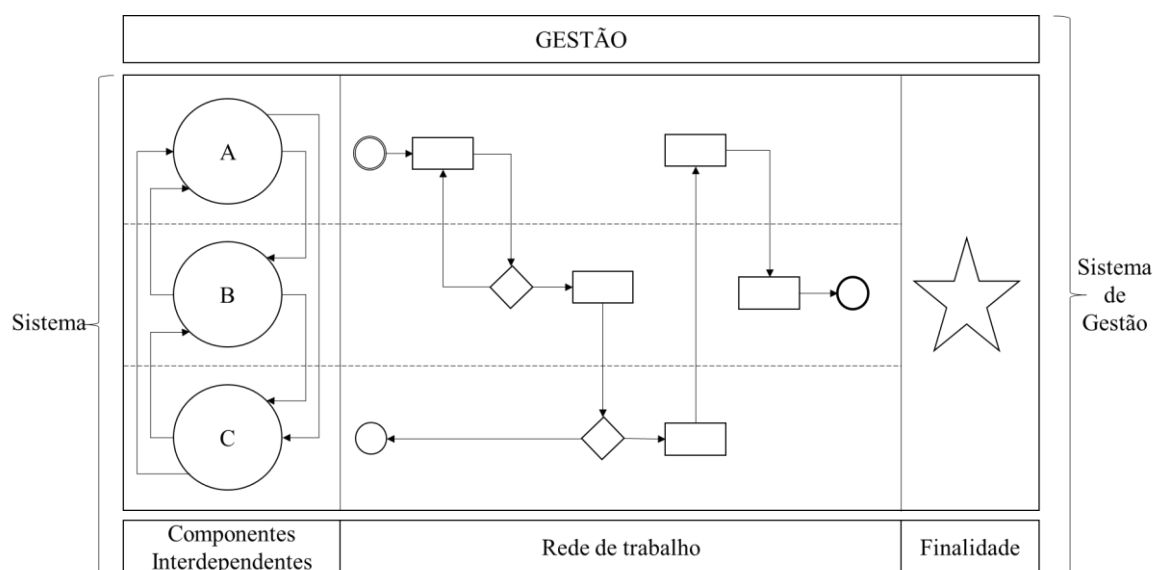 GESTÃO
A
B
C
Sistema
Sistema
de
Gestão
Componentes
Interdependentes
Rede de trabalho
Finalidade